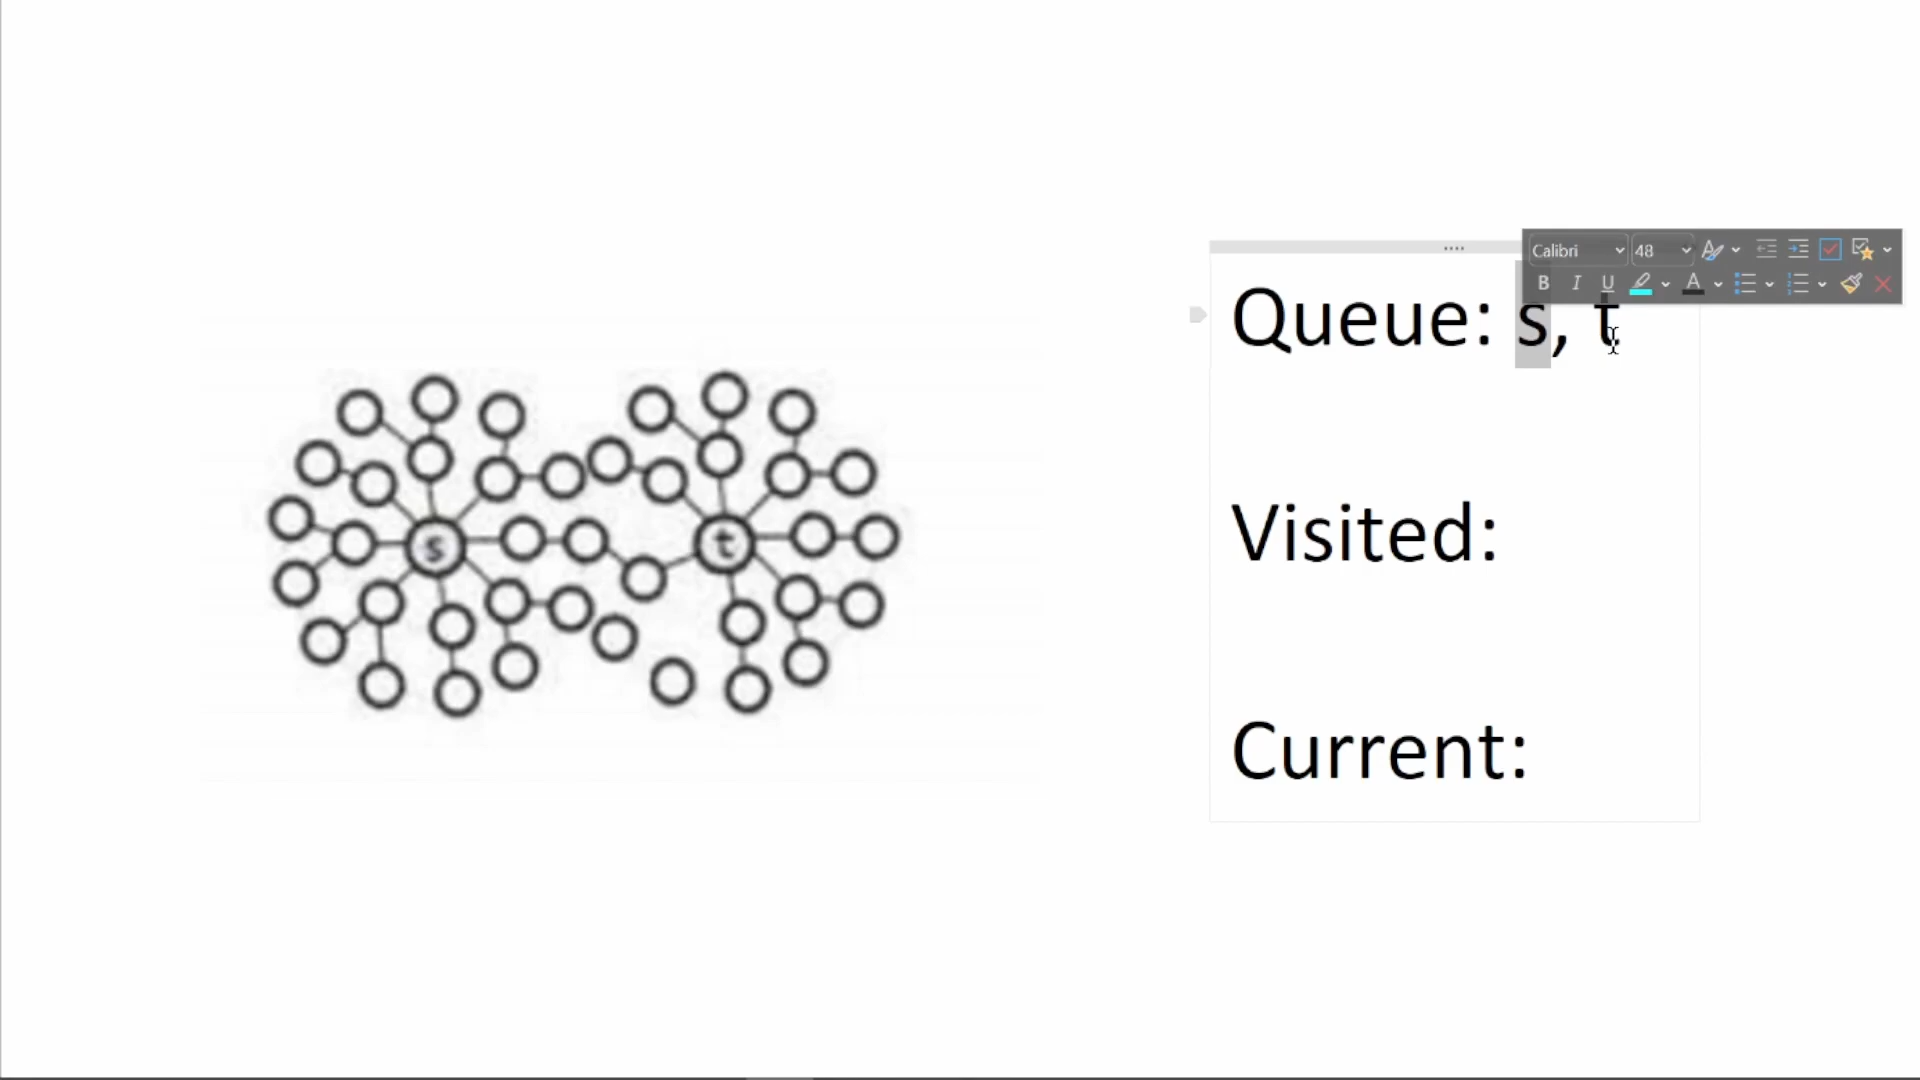 Calibri 48
B I U A
Queue: s, t
Visited:
s t
Current: